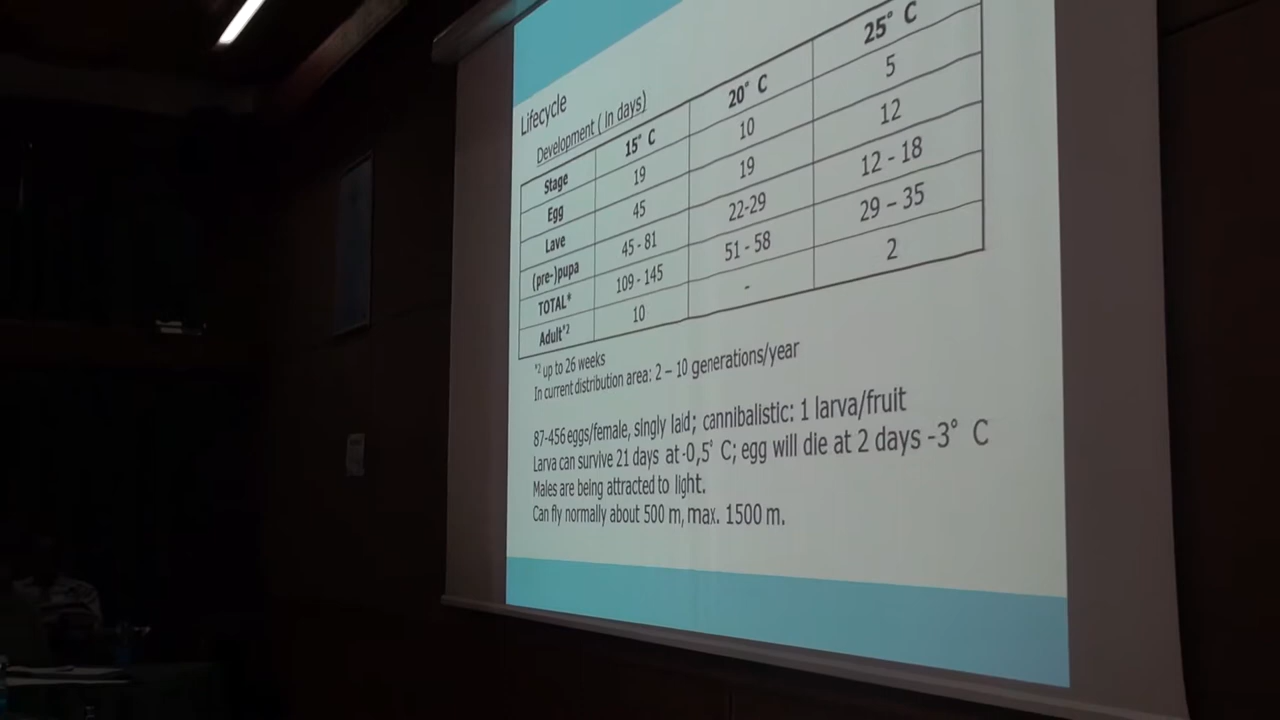 Lifecycle
Development ( In days)
Stage 15° C 20° C 25° C
Egg 19 10 5
Lave 45 19 12
(pre-)pupa 45 - 81 22-29 12 - 18
TOTAL* 109 - 145 51 - 58 29 – 35
Adult*2 10 - 2
*2 up to 26 weeks
In current distribution area: 2 – 10 generations/year
87-456 eggs/female, singly laid; cannibalistic: 1 larva/fruit
Larva can survive 21 days at -0,5° C; egg will die at 2 days -3° C
Males are being attracted to light.
Can fly normally about 500 m, max. 1500 m.